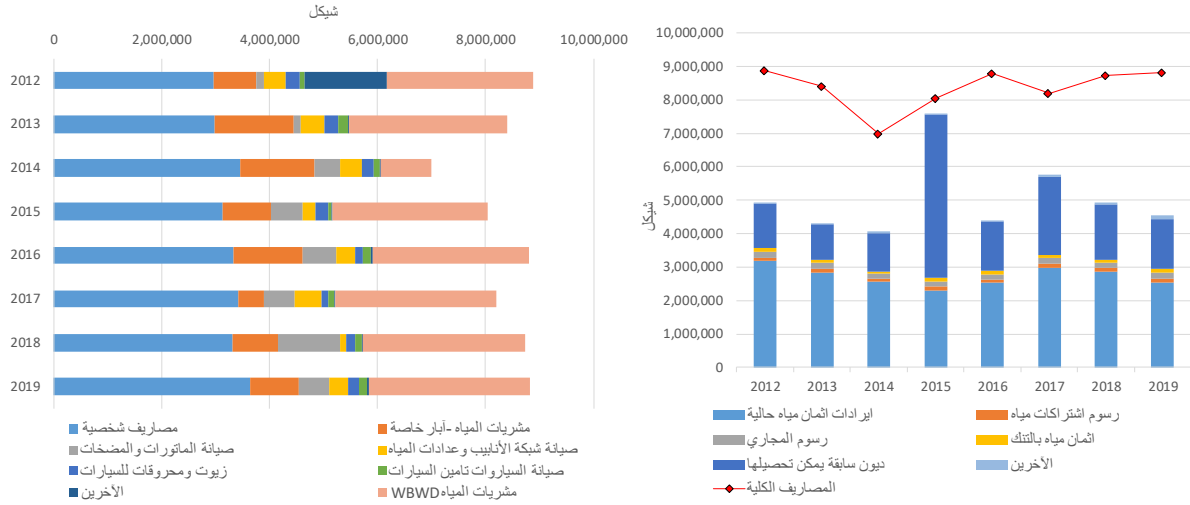 شيكل
0 2,000,000 4,000,000 6,000,000 8,000,000 10,000,000
2012
2013
2014
2015
2016
2017
2018
2019
مصاريف شخصية
مشتريات المياه -آبار خاصة
صيانة الماتورات والمضخات
صيانة شبكة الأنابيب وعدادات المياه
زيوت ومحروقات للسيارات
صيانة السياروات تامين السيارات
الآخرين
مشتريات المياه WBWD
10,000,000
9,000,000
8,000,000
7,000,000
6,000,000
5,000,000
4,000,000
3,000,000
2,000,000
1,000,000
0
شيكل
2012 2013 2014 2015 2016 2017 2018 2019
ايرادات اثمان مياه حالية
رسوم اشتراكات مياه
رسوم المجاري
اثمان مياه بالتنك
ديون سابقة يمكن تحصيلها
الآخرين
المصاريف الكلية